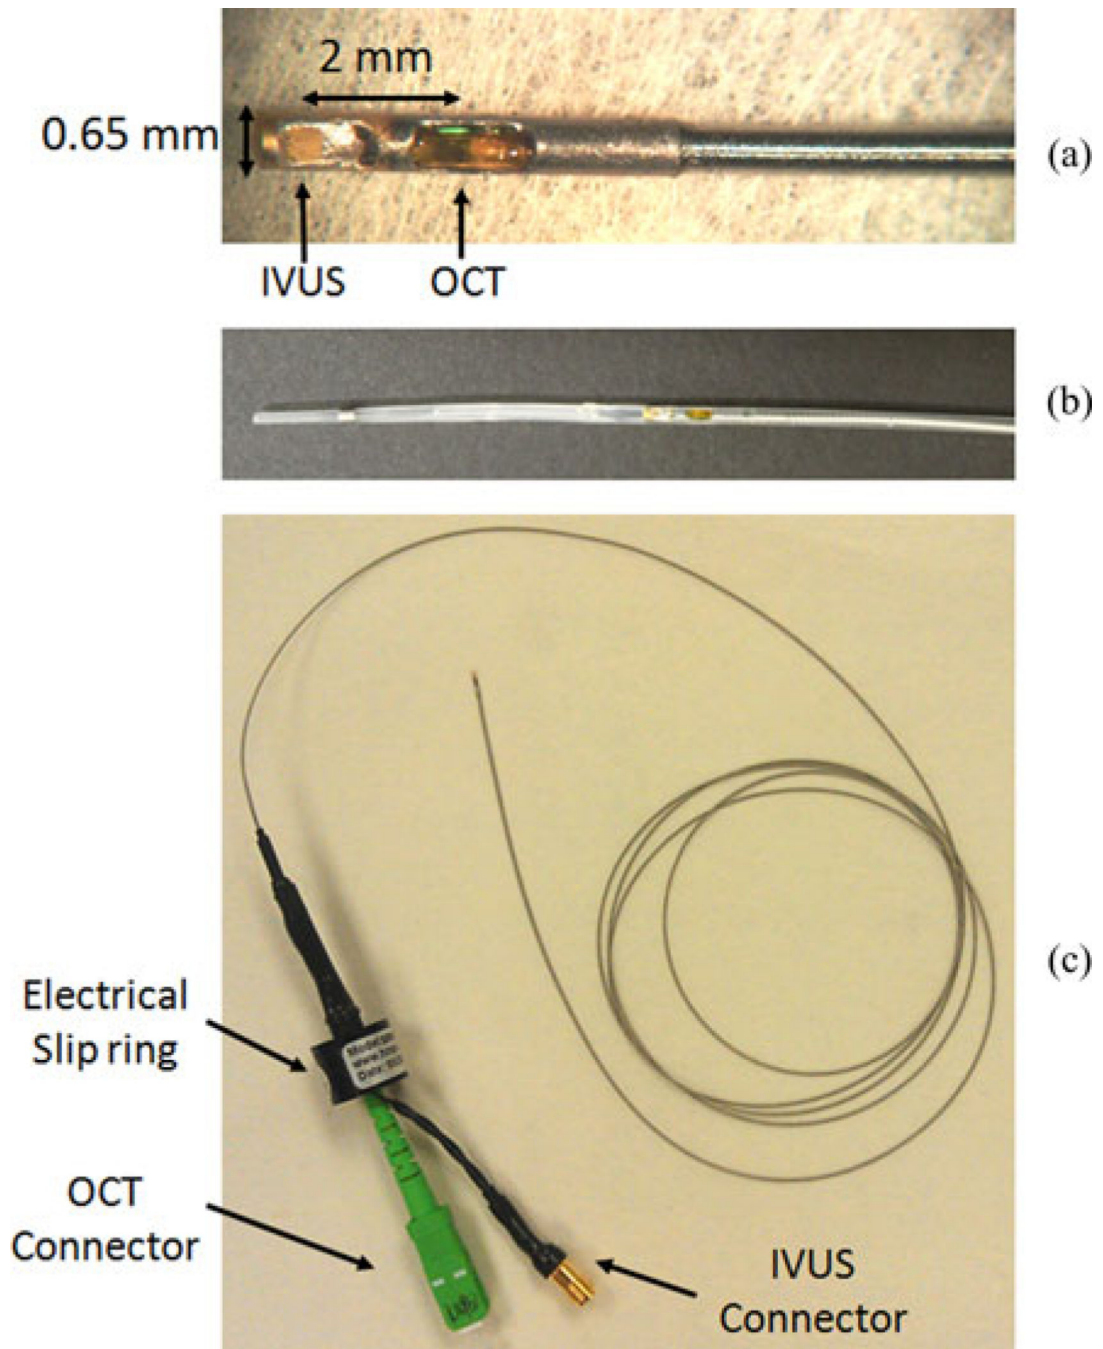 2 mm
0.65 mm
(a)
IVUS
OCT
(b)
(c)
Electrical
Slip ring
OCT
Connector
IVUS
Connector